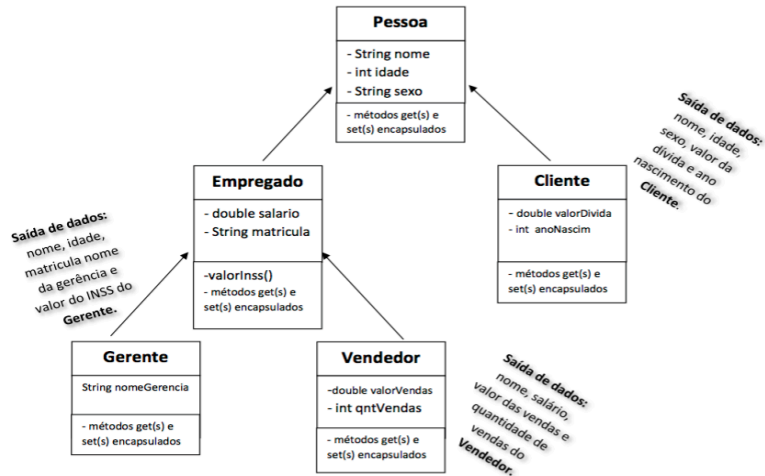 Pessoa
- String nome
- int idade
- String sexo
- métodos get(s) e
set(s) encapsulados
Saída de dados:
nome, idade,
sexo, valor da
dívida e ano
nascimento do
Cliente.
Empregado
- double salario
- String matricula
-valorInss()
- métodos get(s) e
set(s) encapsulados
Cliente
- double valorDivida
- int anoNascim
- métodos get(s) e
set(s) encapsulados
Saída de dados:
nome, idade,
matricula nome
da gerência e
valor do INSS do
Gerente.
Gerente
String nomeGerencia
- métodos get(s) e
set(s) encapsulados
Vendedor
-double valorVendas
- int qntVendas
- métodos get(s) e
set(s) encapsulados
Saída de dados:
nome, salário,
valor das vendas e
quantidade de
vendas do
Vendedor.